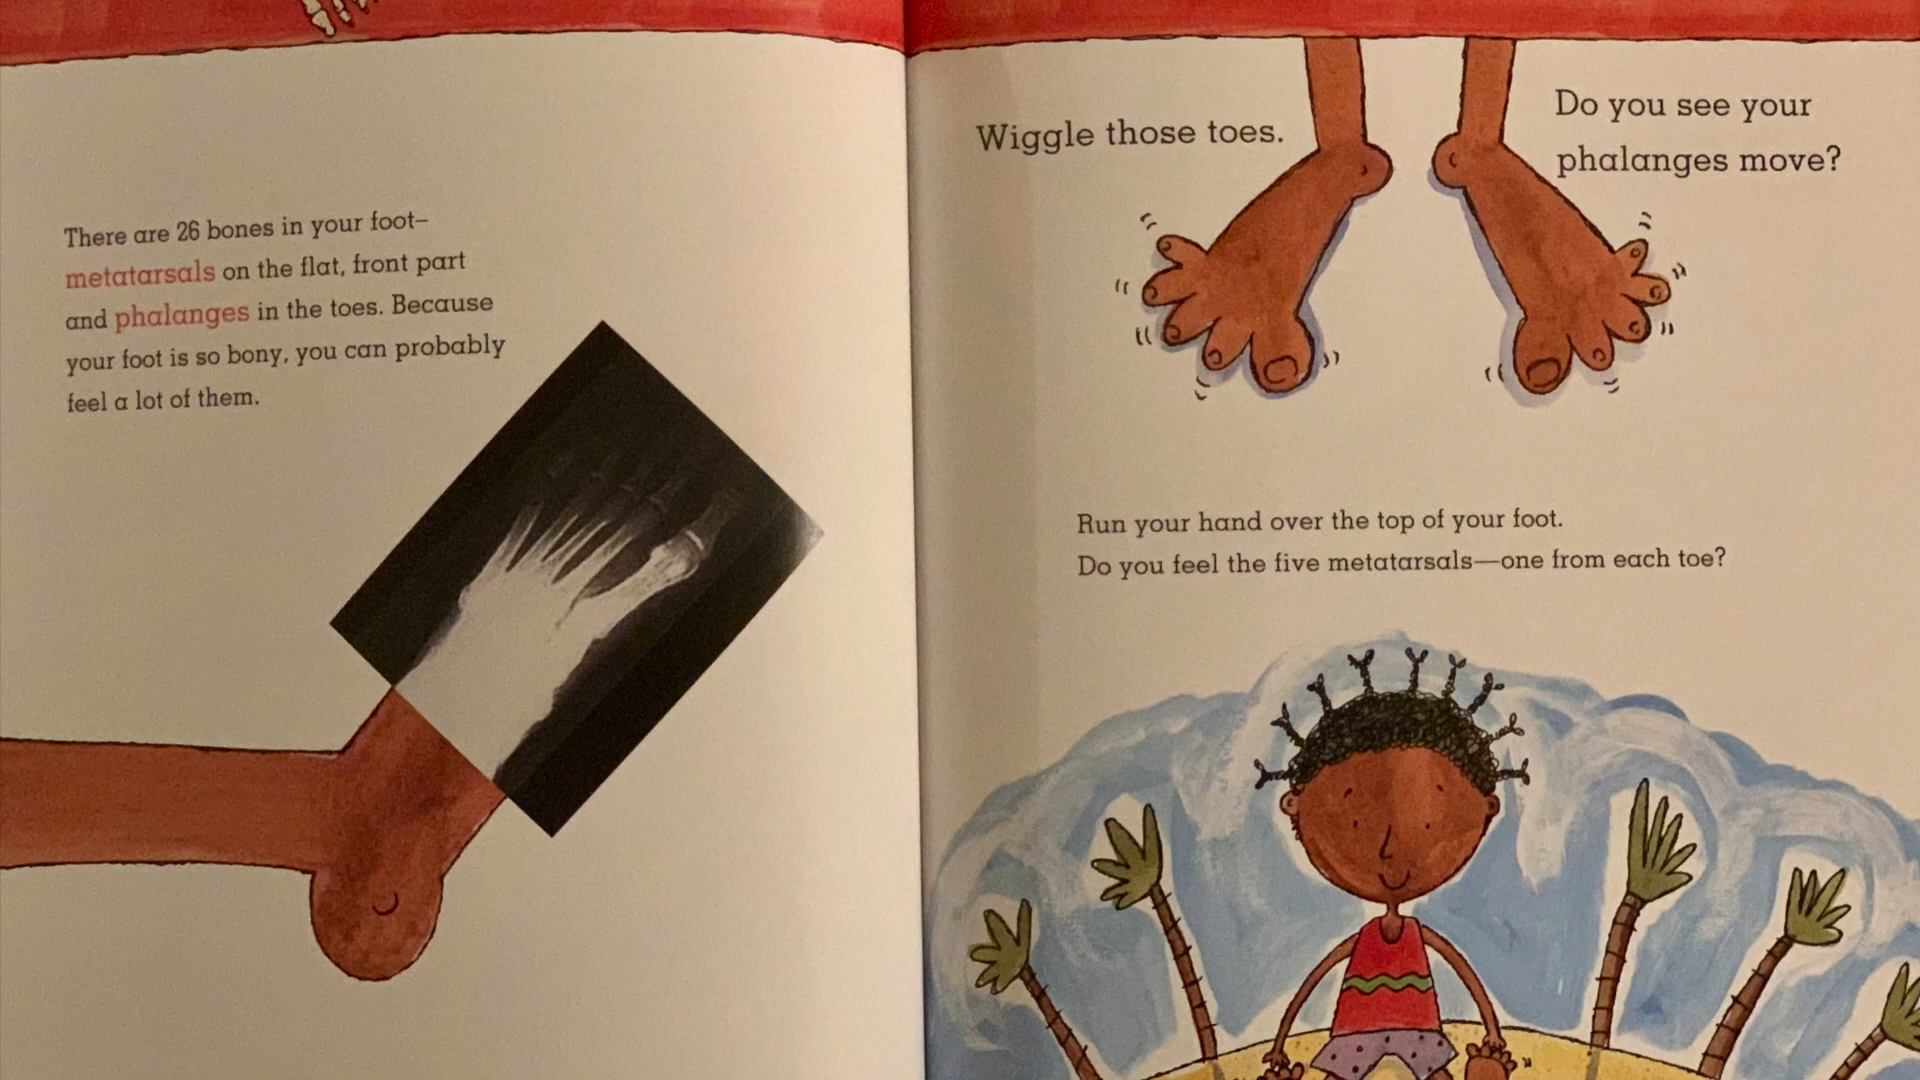 There are 26 bones in your foot–
metatarsals on the flat, front part
and phalanges in the toes. Because
your foot is so bony, you can probably
feel a lot of them.
Wiggle those toes.
Do you see your
phalanges move?
Run your hand over the top of your foot.
Do you feel the five metatarsals—one from each toe?